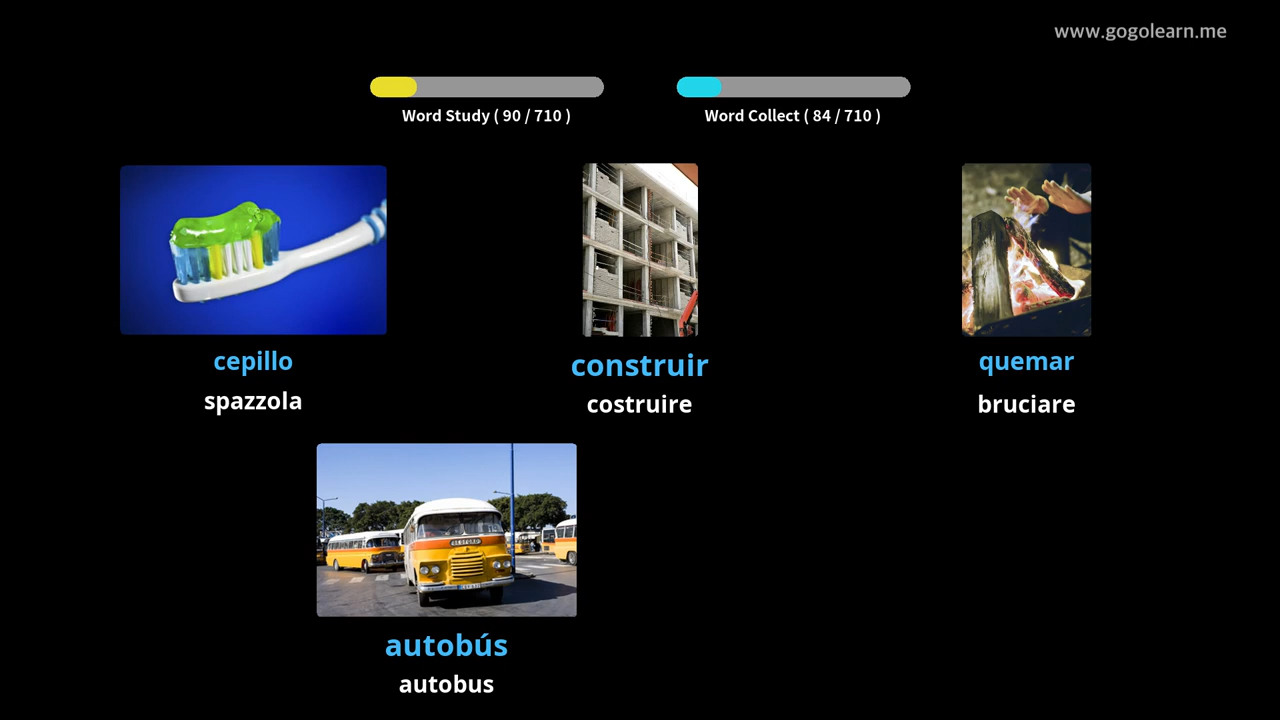 www.gogolearn.me
Word Study ( 90 / 710 )
Word Collect ( 84 / 710 )
cepillo
spazzola
construir
costruire
quemar
bruciare
BEDFORD
autobús
autobus